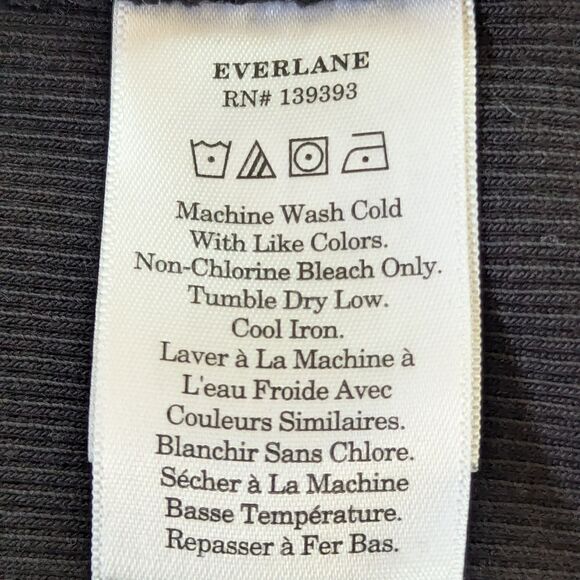 EVERLANE
RN# 139393
Machine Wash Cold
With Like Colors.
Non-Chlorine Bleach Only.
Tumble Dry Low.
Cool Iron.
Laver à La Machine à
L'eau Froide Avec
Couleurs Similaires.
Blanchir Sans Chlore.
Sécher à La Machine
Basse Température.
Repasser à Fer Bas.